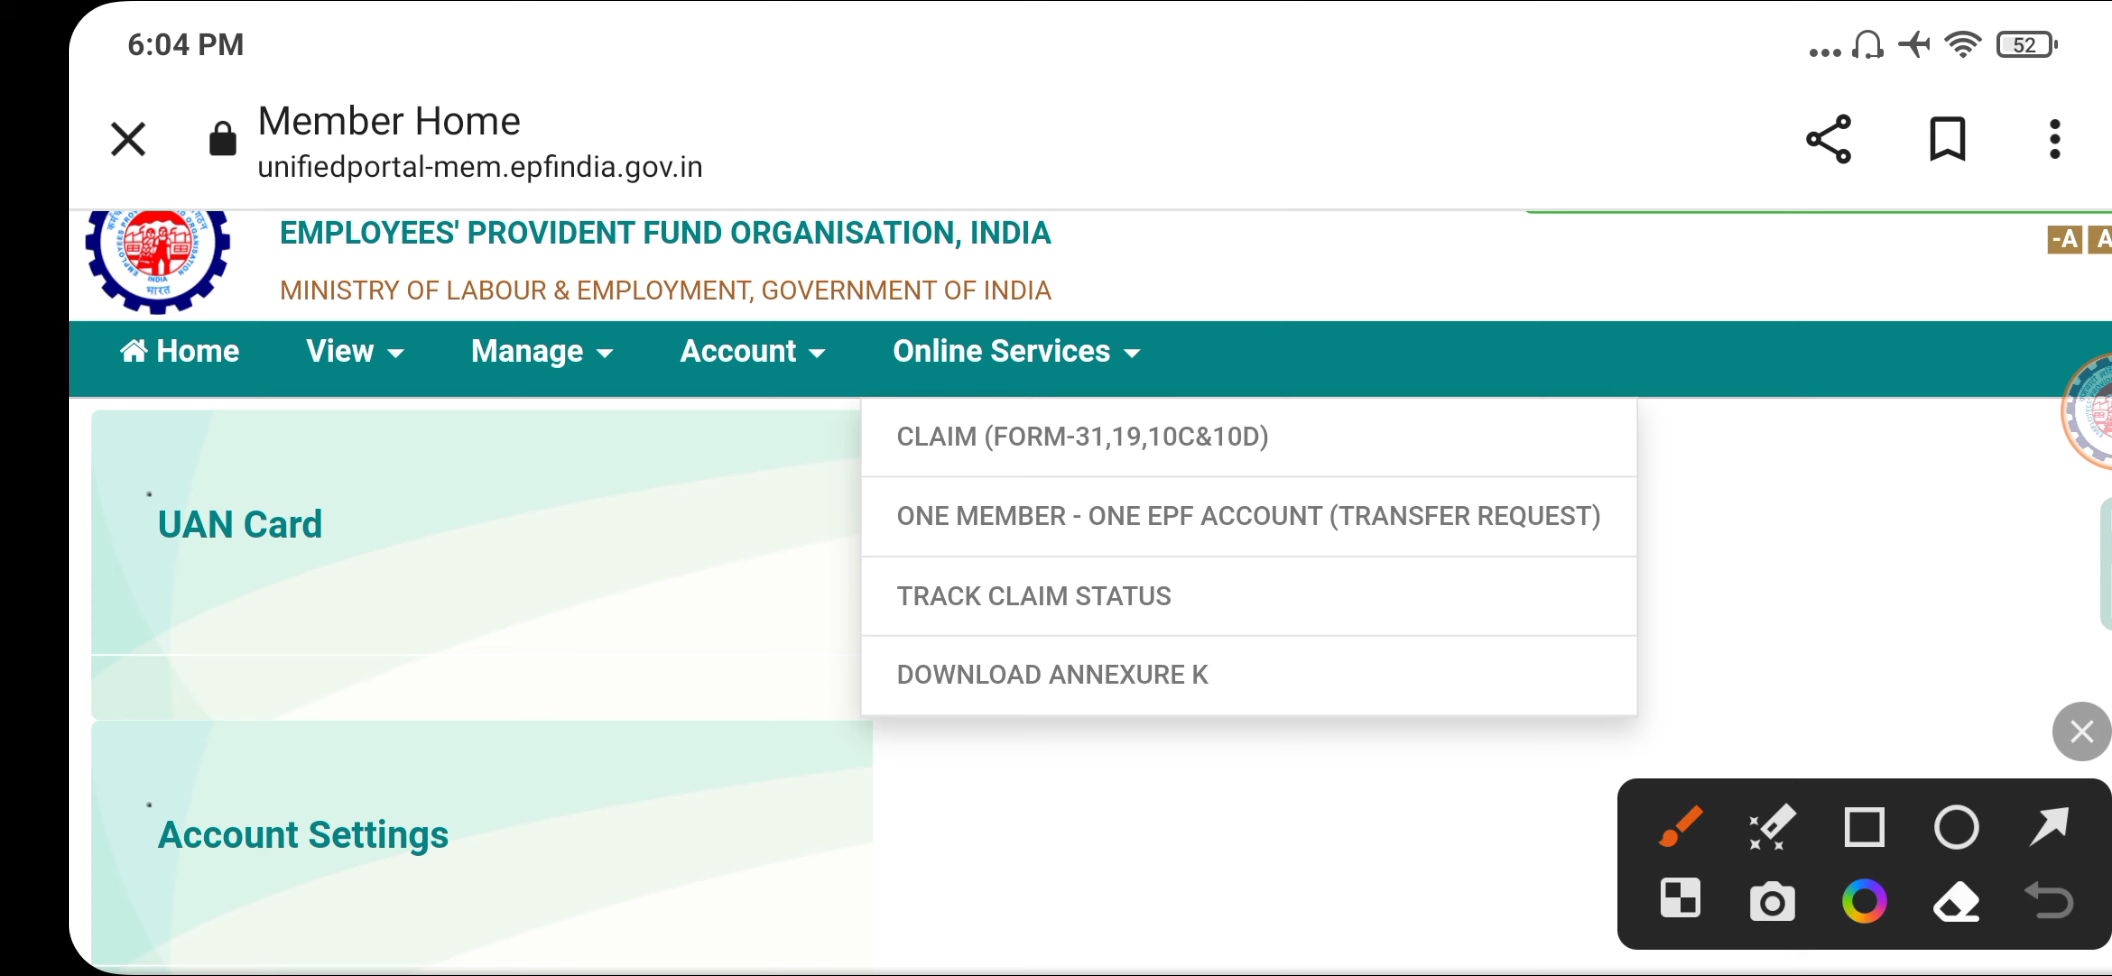 6:04 PM
52
Member Home
unifiedportal-mem.epfindia.gov.in
EMPLOYEES' PROVIDENT FUND ORGANISATION, INDIA
MINISTRY OF LABOUR & EMPLOYMENT, GOVERNMENT OF INDIA
INDIA
भारत
-A A
Home View Manage Account Online Services
CLAIM (FORM-31,19,10C&10D)
ONE MEMBER - ONE EPF ACCOUNT (TRANSFER REQUEST)
TRACK CLAIM STATUS
DOWNLOAD ANNEXURE K
UAN Card
Account Settings